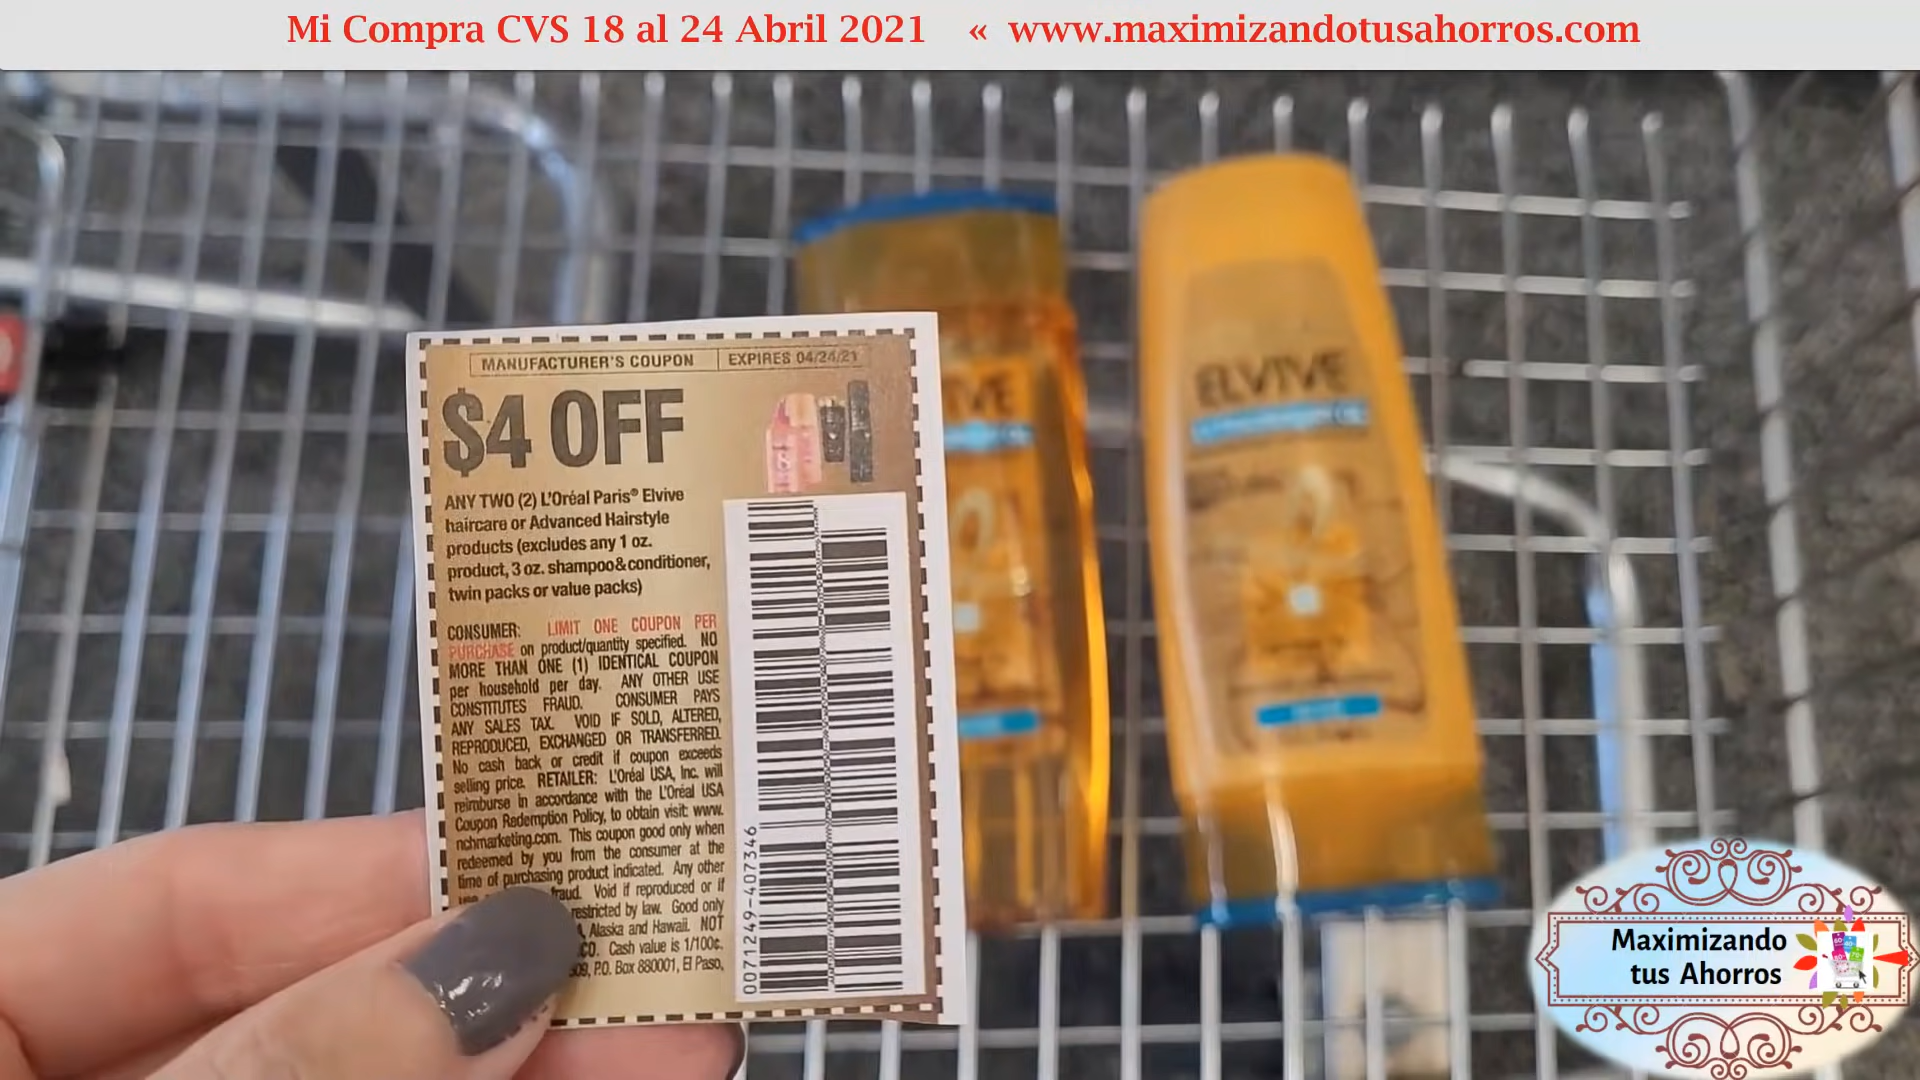 Mi Compra CVS 18 al 24 Abril 2021 « www.maximizandotusahorros.com
MANUFACTURER'S COUPON EXPIRES 04/24/21
$4 OFF
ANY TWO (2) L'Oréal Paris® Elvive
haircare or Advanced Hairstyle
products (excludes any 1 oz.
product, 3 oz. shampoo&conditioner,
twin packs or value packs)
CONSUMER: LIMIT ONE COUPON PER
PURCHASE on product/quantity specified. NO
MORE THAN ONE (1) IDENTICAL COUPON
per household per day. ANY OTHER USE
CONSTITUTES FRAUD. CONSUMER PAYS
ANY SALES TAX. VOID IF SOLD, ALTERED,
REPRODUCED, EXCHANGED OR TRANSFERRED.
No cash back or credit if coupon exceeds
selling price. RETAILER: L'Oréal USA, Inc. will
reimburse in accordance with the L'Oréal USA
Coupon Redemption Policy, to obtain visit: www.
nchmarketing.com. This coupon good only when
redeemed by you from the consumer at the
time of purchasing product indicated. Any other
fraud. Void if reproduced or if
restricted by law. Good only
Alaska and Hawaii. NOT
CO. Cash value is 1/100¢.
P.O. Box 880001, El Paso,
0071249-407346
IVE
ELVIVE
Maximizando
tus Ahorros